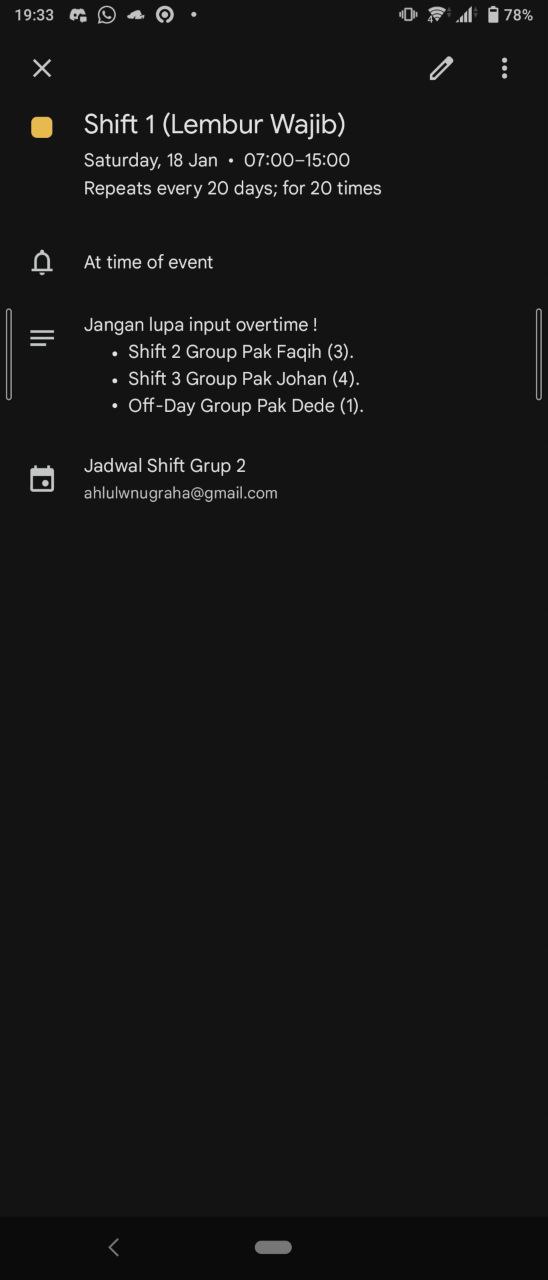 19:33
78%
Shift 1 (Lembur Wajib)
Saturday, 18 Jan • 07:00–15:00
Repeats every 20 days; for 20 times
At time of event
Jangan lupa input overtime !
• Shift 2 Group Pak Faqih (3).
• Shift 3 Group Pak Johan (4).
• Off-Day Group Pak Dede (1).
Jadwal Shift Grup 2
ahlulwnugraha@gmail.com